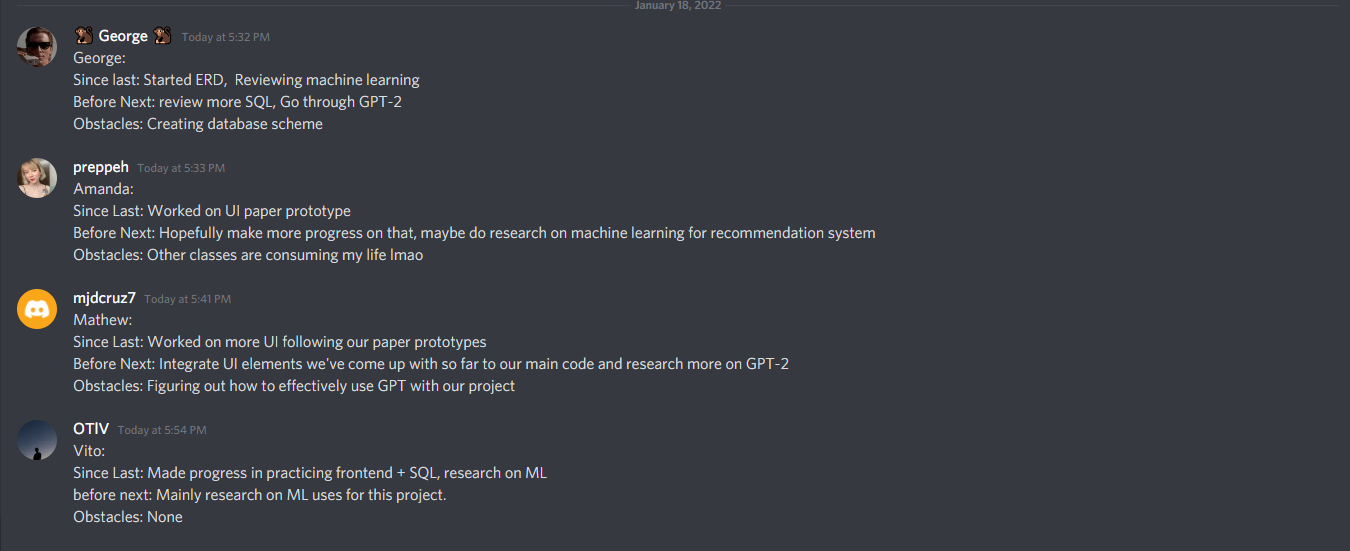 January 18, 2022
George Today at 5:32 PM
George:
Since last: Started ERD,  Reviewing machine learning
Before Next: review more SQL, Go through GPT-2
Obstacles: Creating database scheme
preppeh Today at 5:33 PM
Amanda:
Since Last: Worked on UI paper prototype
Before Next: Hopefully make more progress on that, maybe do research on machine learning for recommendation system
Obstacles: Other classes are consuming my life lmao
mjdcruz7 Today at 5:41 PM
Mathew:
Since Last: Worked on more UI following our paper prototypes
Before Next: Integrate UI elements we've come up with so far to our main code and research more on GPT-2
Obstacles: Figuring out how to effectively use GPT with our project
OTIV Today at 5:54 PM
Vito:
Since Last: Made progress in practicing frontend + SQL, research on ML
before next: Mainly research on ML uses for this project.
Obstacles: None